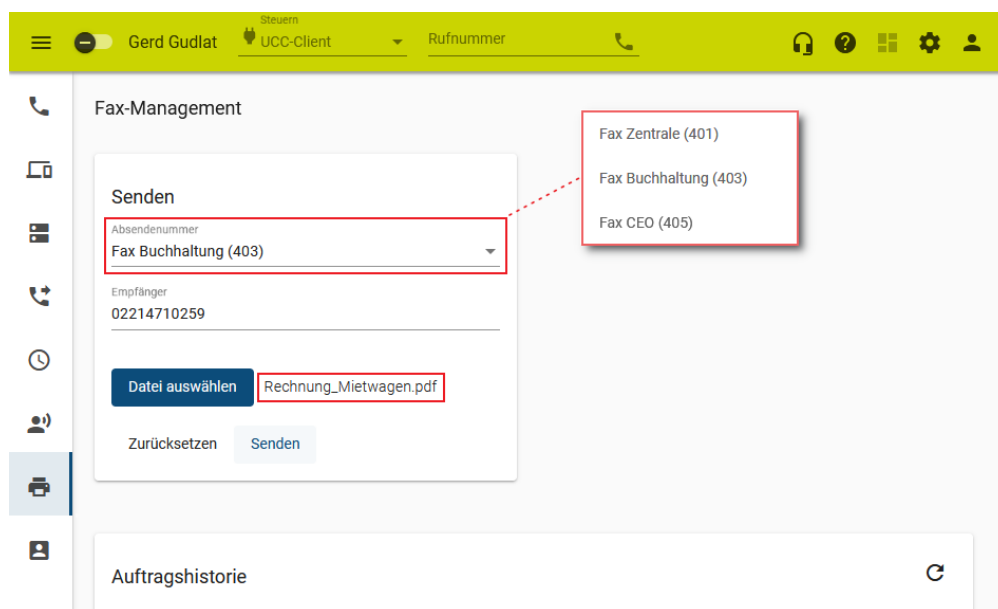 Steuern
Gerd Gudlat
UCC-Client
Rufnummer
Fax-Management
Fax Zentrale (401)
Fax Buchhaltung (403)
Fax CEO (405)
Senden
Absendenummer
Fax Buchhaltung (403)
Empfänger
02214710259
Datei auswählen
Rechnung_Mietwagen.pdf
Zurücksetzen
Senden
Auftragshistorie